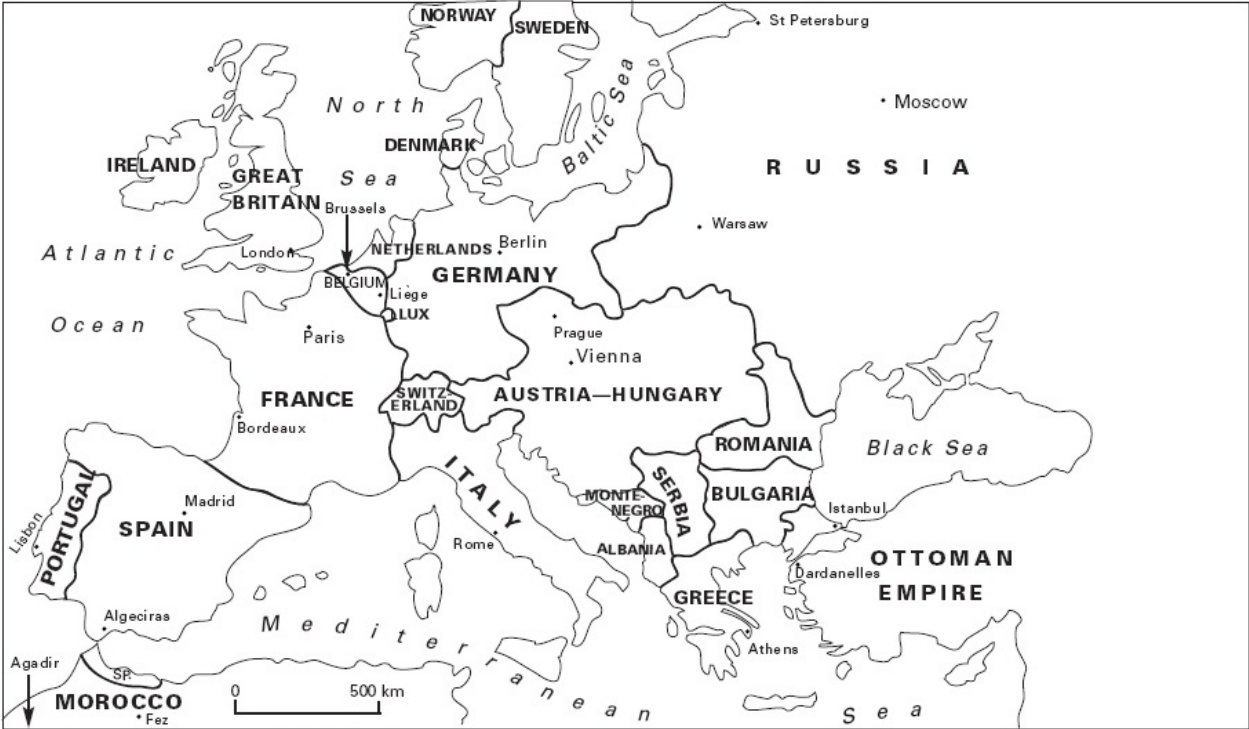 NORWAY
SWEDEN
St Petersburg
North
Sea
Baltic Sea
Moscow
RUSSIA
DENMARK
IRELAND
GREAT
BRITAIN
Brussels
London
NETHERLANDS
Berlin
Warsaw
Atlantic
Ocean
BELGIUM
GERMANY
Liège
LUX
Paris
Prague
Vienna
FRANCE
SWITZ-
ERLAND
AUSTRIA—HUNGARY
Bordeaux
ROMANIA
Black Sea
ITALY
SERBIA
BULGARIA
MONTE-
NEGRO
Istanbul
PORTUGAL
Madrid
SPAIN
Lisbon
Rome
ALBANIA
OTTOMAN
EMPIRE
Dardanelles
GREECE
Algeciras
Athens
Mediterranean
Sea
Agadir
SP.
MOROCCO
Fez
0 500 km